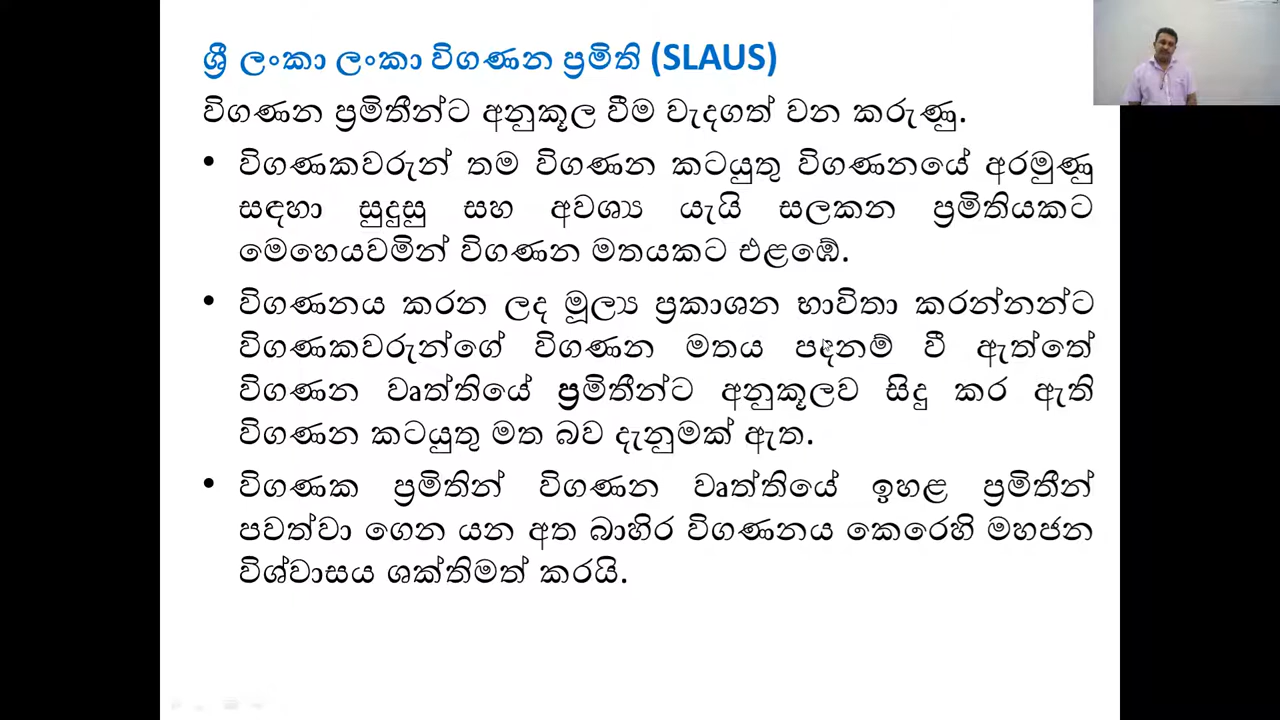 ශ්‍රී ලංකා ලංකා විගණන ප්‍රමිති (SLAUS)
විගණන ප්‍රමිතීන්ට අනුකූල වීම වැදගත් වන කරුණු.
• විගණකවරුන් තම විගණන කටයුතු විගණනයේ අරමුණු
සඳහා සුදුසු සහ අවශ්‍ය යැයි සලකන ප්‍රමිතියකට
මෙහෙයවමින් විගණන මතයකට එළඹේ.
• විගණනය කරන ලද මූල්‍ය ප්‍රකාශන භාවිතා කරන්නන්ට
විගණකවරුන්ගේ විගණන මතය පදනම් වී ඇත්තේ
විගණන වෘත්තියේ ප්‍රමිතීන්ට අනුකූලව සිදු කර ඇති
විගණන කටයුතු මත බව දැනුමක් ඇත.
• විගණක ප්‍රමිතින් විගණන වෘත්තියේ ඉහළ ප්‍රමිතීන්
පවත්වා ගෙන යන අත බාහිර විගණනය කෙරෙහි මහජන
විශ්වාසය ශක්තිමත් කරයි.